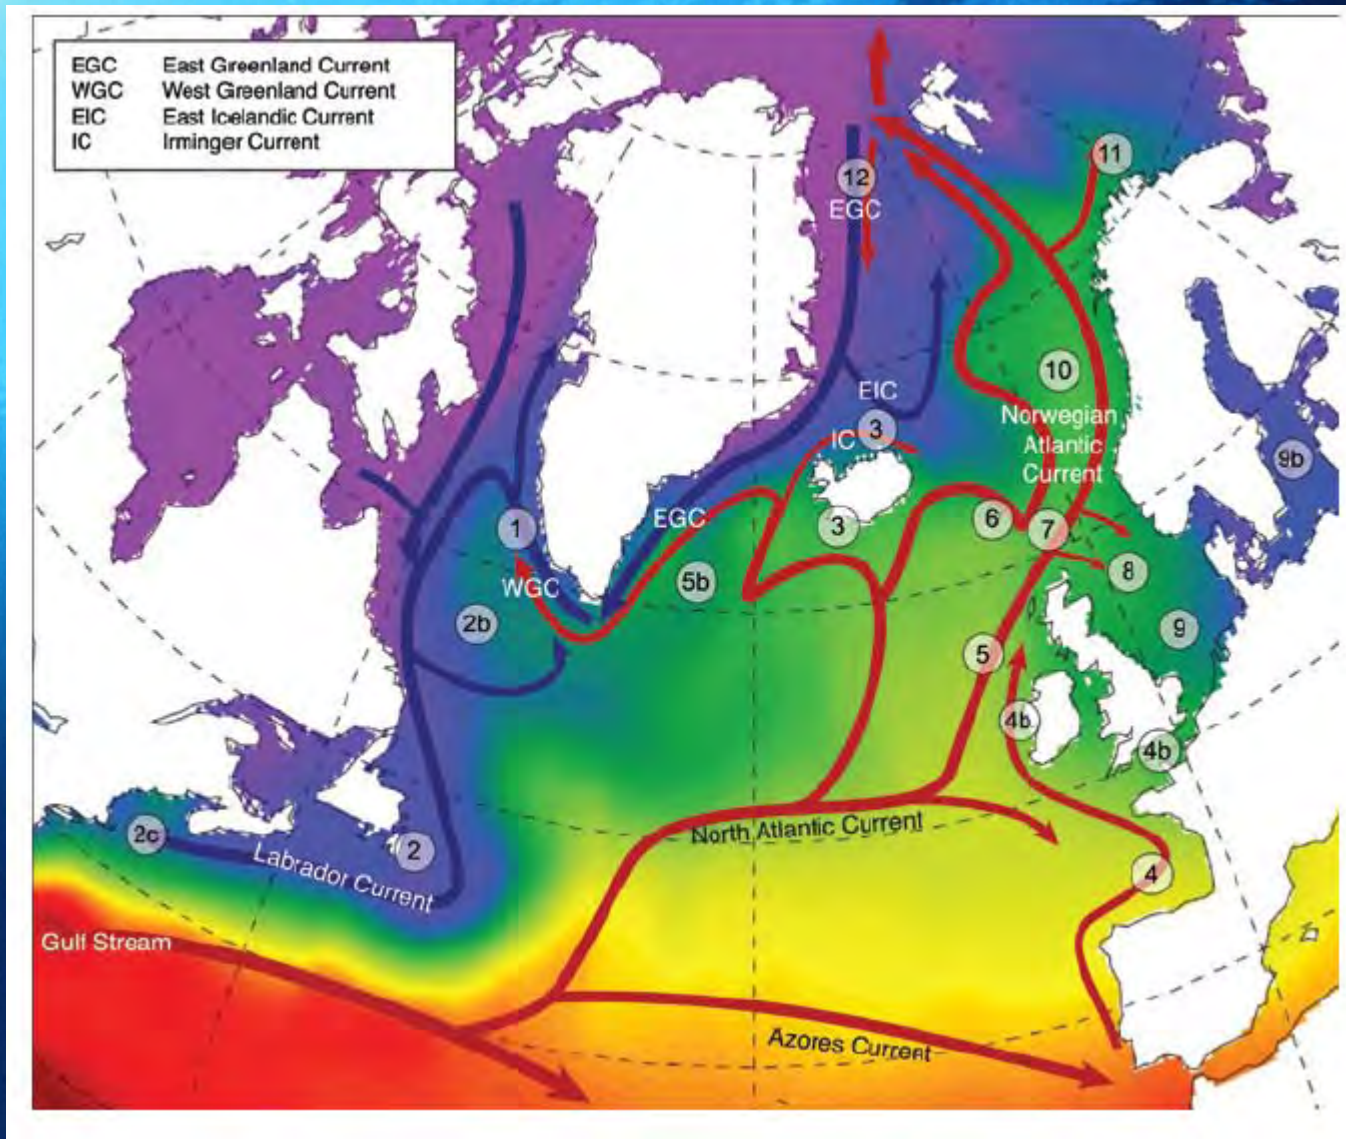 EGC East Greenland Current
WGC West Greenland Current
EIC East Icelandic Current
IC Irminger Current
11
12
EGC
10
EIC
3
IC
Norwegian
Atlantic
Current
9b
1
EGC
3
6
7
5b
8
WGC
2b
9
5
4b
4b
2c
2
North Atlantic Current
Labrador Current
4
Gulf Stream
Azores Current